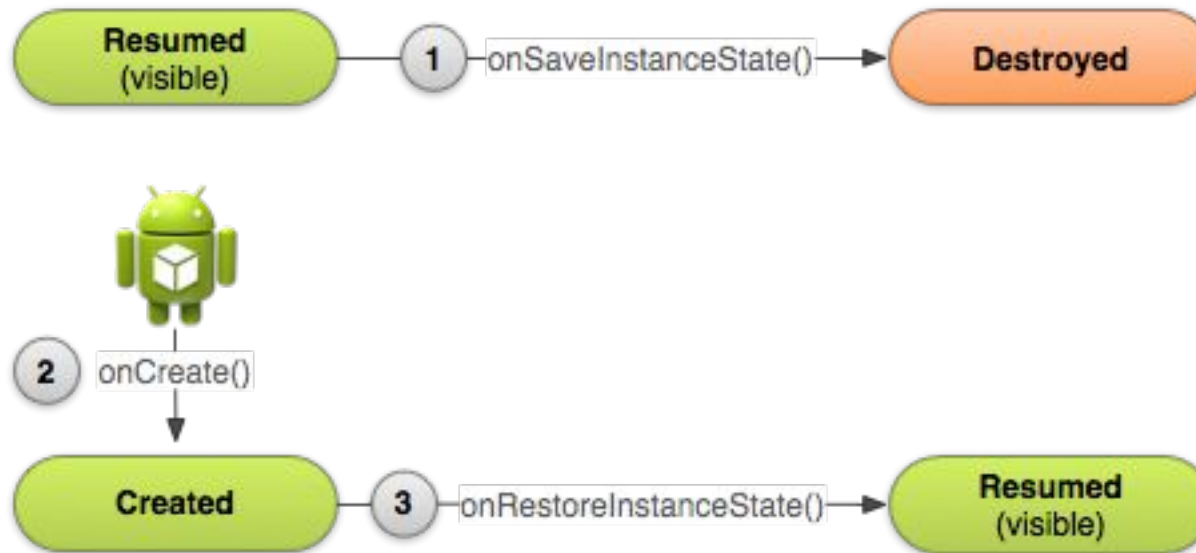 Resumed
(visible)
1
onSaveInstanceState()
Destroyed
2
onCreate()
Created
3
onRestoreInstanceState()
Resumed
(visible)